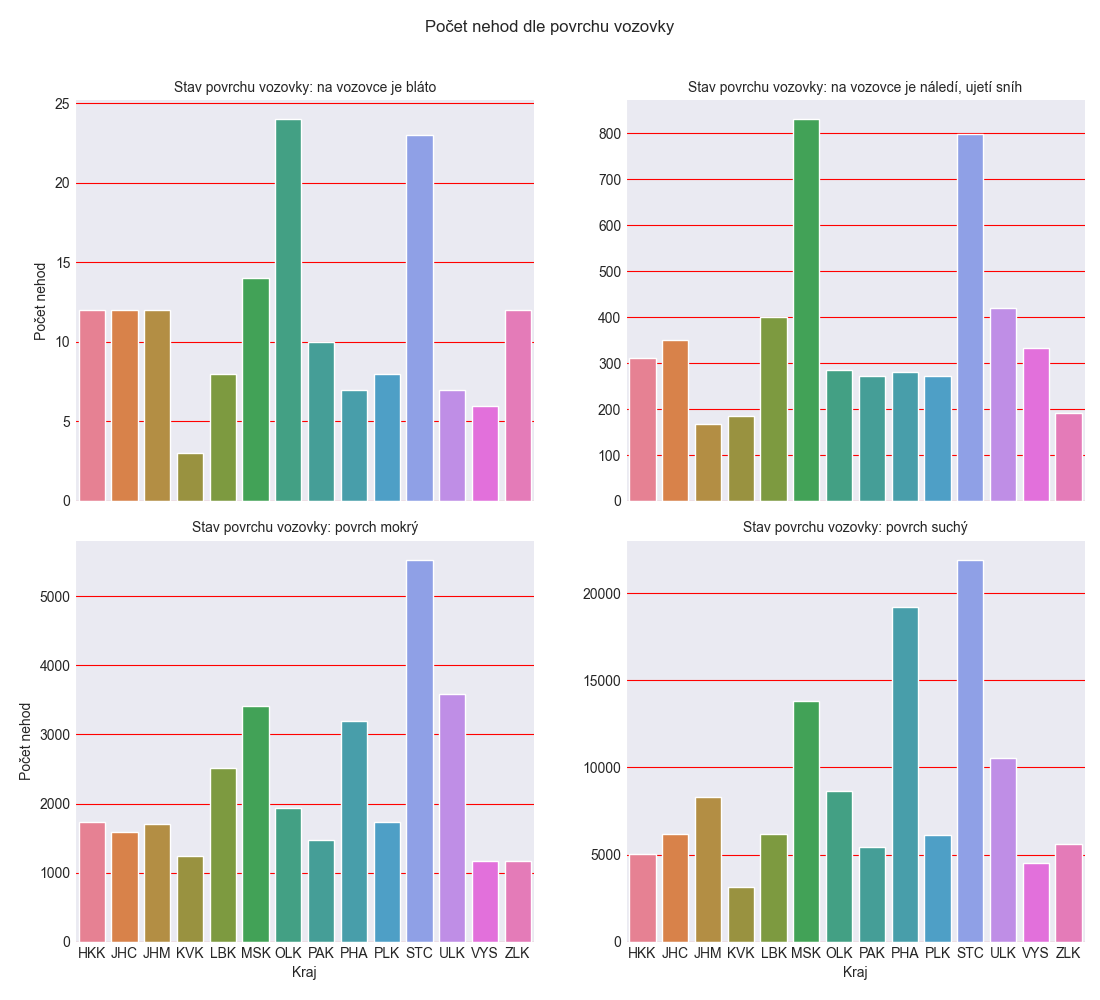 Počet nehod dle povrchu vozovky
Stav povrchu vozovky: na vozovce je bláto
25
20
15
10
5
0
Počet nehod
Stav povrchu vozovky: na vozovce je náledí, ujetí sníh
800
700
600
500
400
300
200
100
0
Stav povrchu vozovky: povrch mokrý
5000
4000
3000
2000
1000
0
Počet nehod
HKK JHC JHM KVK LBK MSK OLK PAK PHA PLK STC ULK VYS ZLK
Kraj
Stav povrchu vozovky: povrch suchý
20000
15000
10000
5000
0
HKK JHC JHM KVK LBK MSK OLK PAK PHA PLK STC ULK VYS ZLK
Kraj